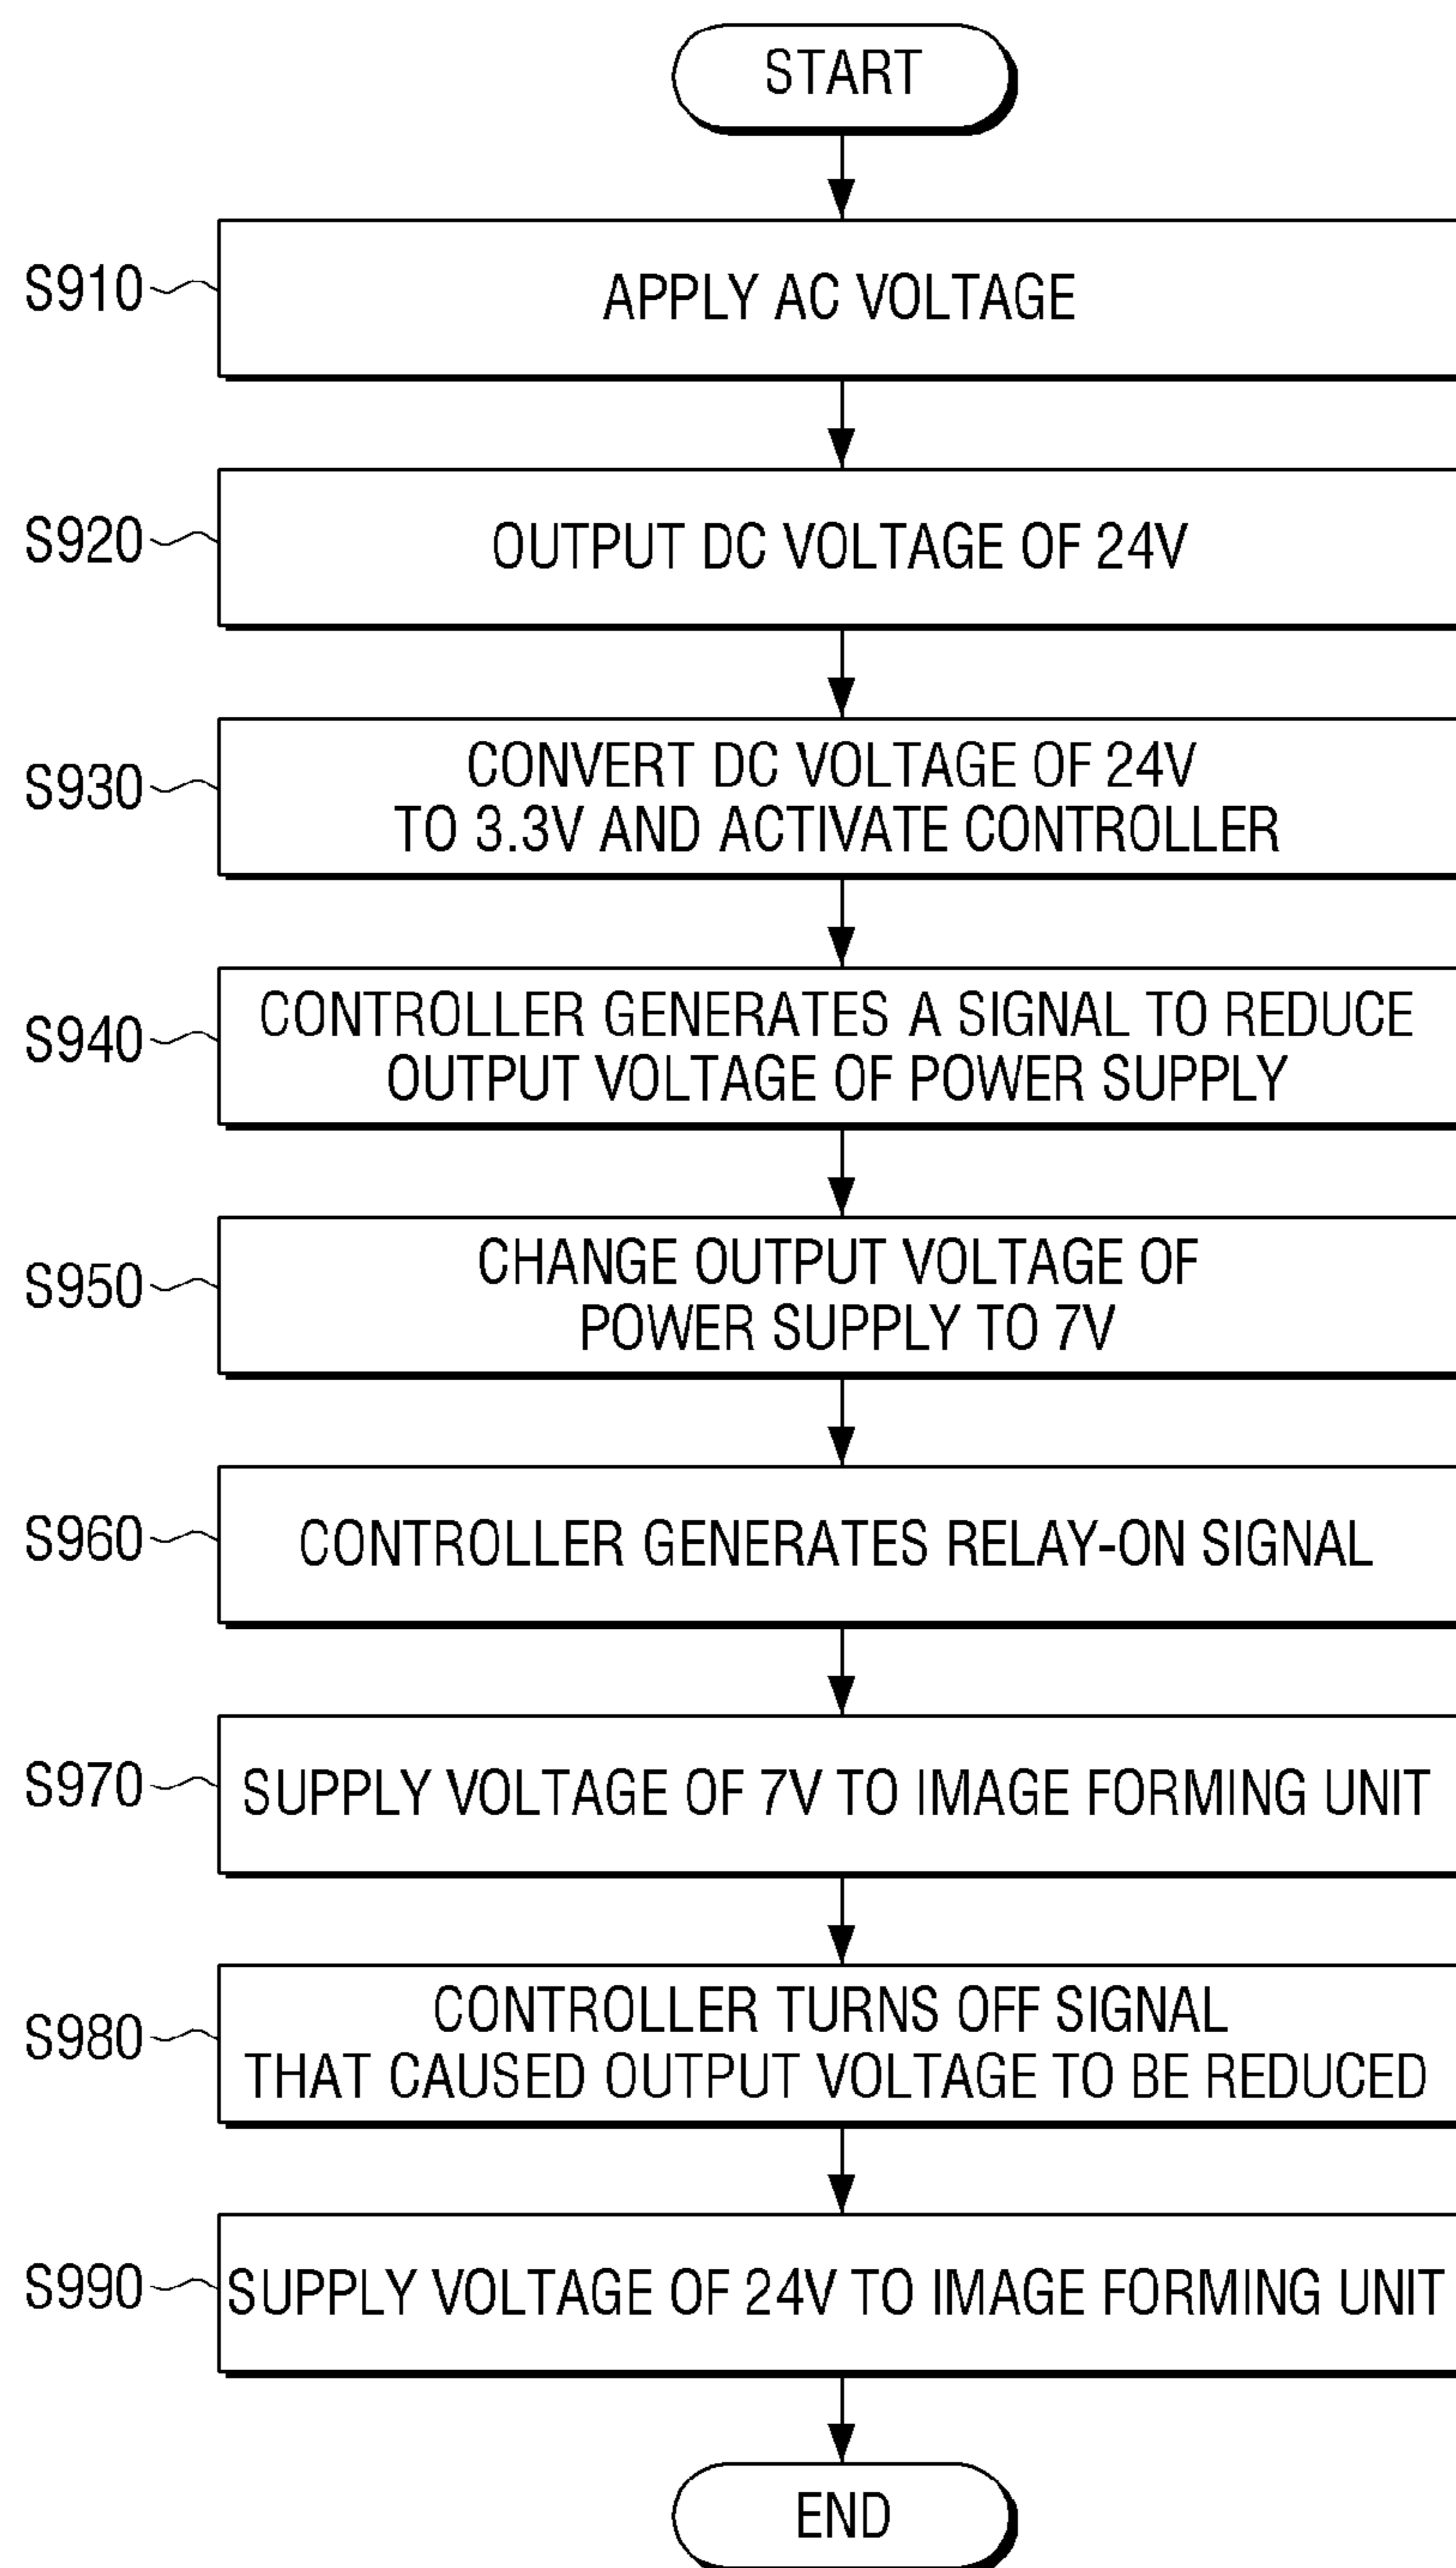 START
S910
APPLY AC VOLTAGE
S920
OUTPUT DC VOLTAGE OF 24V
S930
CONVERT DC VOLTAGE OF 24V
TO 3.3V AND ACTIVATE CONTROLLER
S940
CONTROLLER GENERATES A SIGNAL TO REDUCE
OUTPUT VOLTAGE OF POWER SUPPLY
S950
CHANGE OUTPUT VOLTAGE OF
POWER SUPPLY TO 7V
S960
CONTROLLER GENERATES RELAY-ON SIGNAL
S970
SUPPLY VOLTAGE OF 7V TO IMAGE FORMING UNIT
S980
CONTROLLER TURNS OFF SIGNAL
THAT CAUSED OUTPUT VOLTAGE TO BE REDUCED
S990
SUPPLY VOLTAGE OF 24V TO IMAGE FORMING UNIT
END